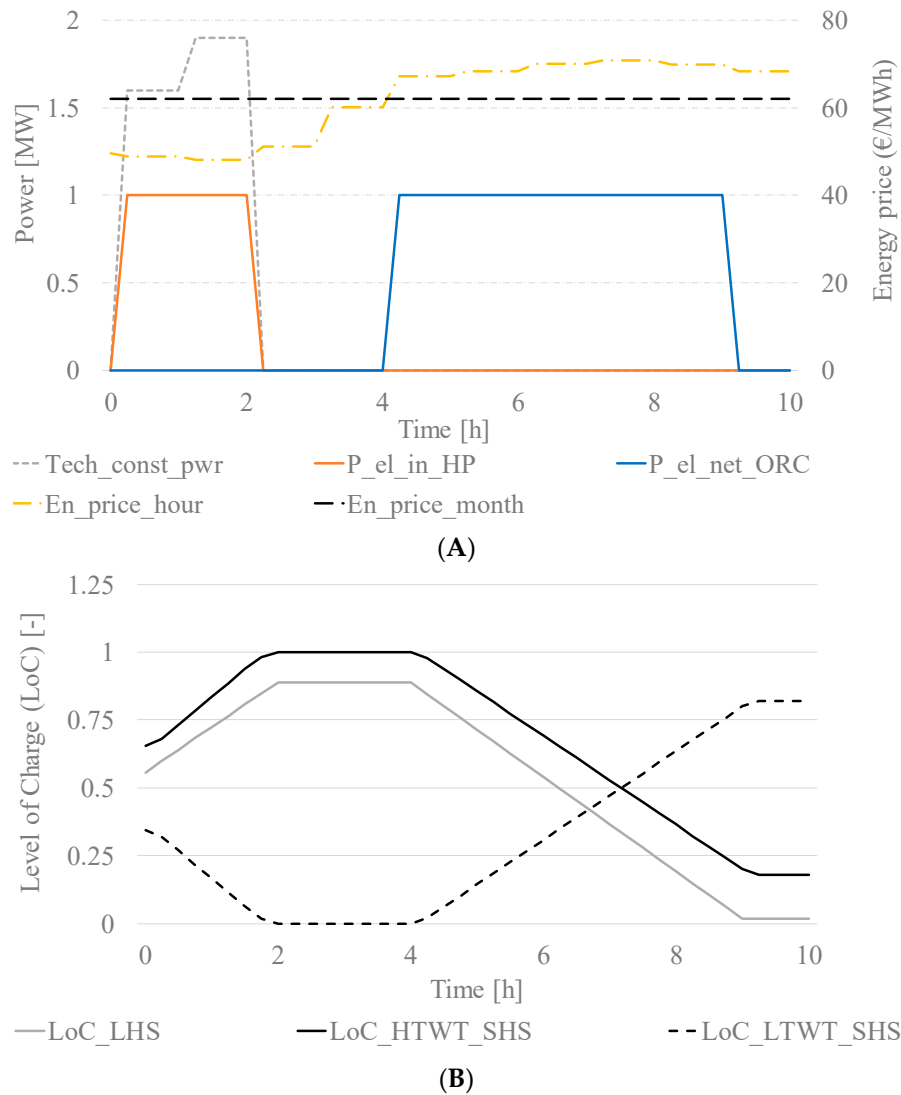 2
1.5
1
0.5
0
Power [MW]
80
60
40
20
0
Energy price (€/MWh)
0 2 4 6 8 10
Time [h]
Tech_const_pwr P_el_in_HP P_el_net_ORC
En_price_hour En_price_month
(A)
1.25
1
0.75
0.5
0.25
0
Level of Charge (LoC) [-]
0 2 4 6 8 10
Time [h]
LoC_LHS LoC_HTWT_SHS LoC_LTWT_SHS
(B)